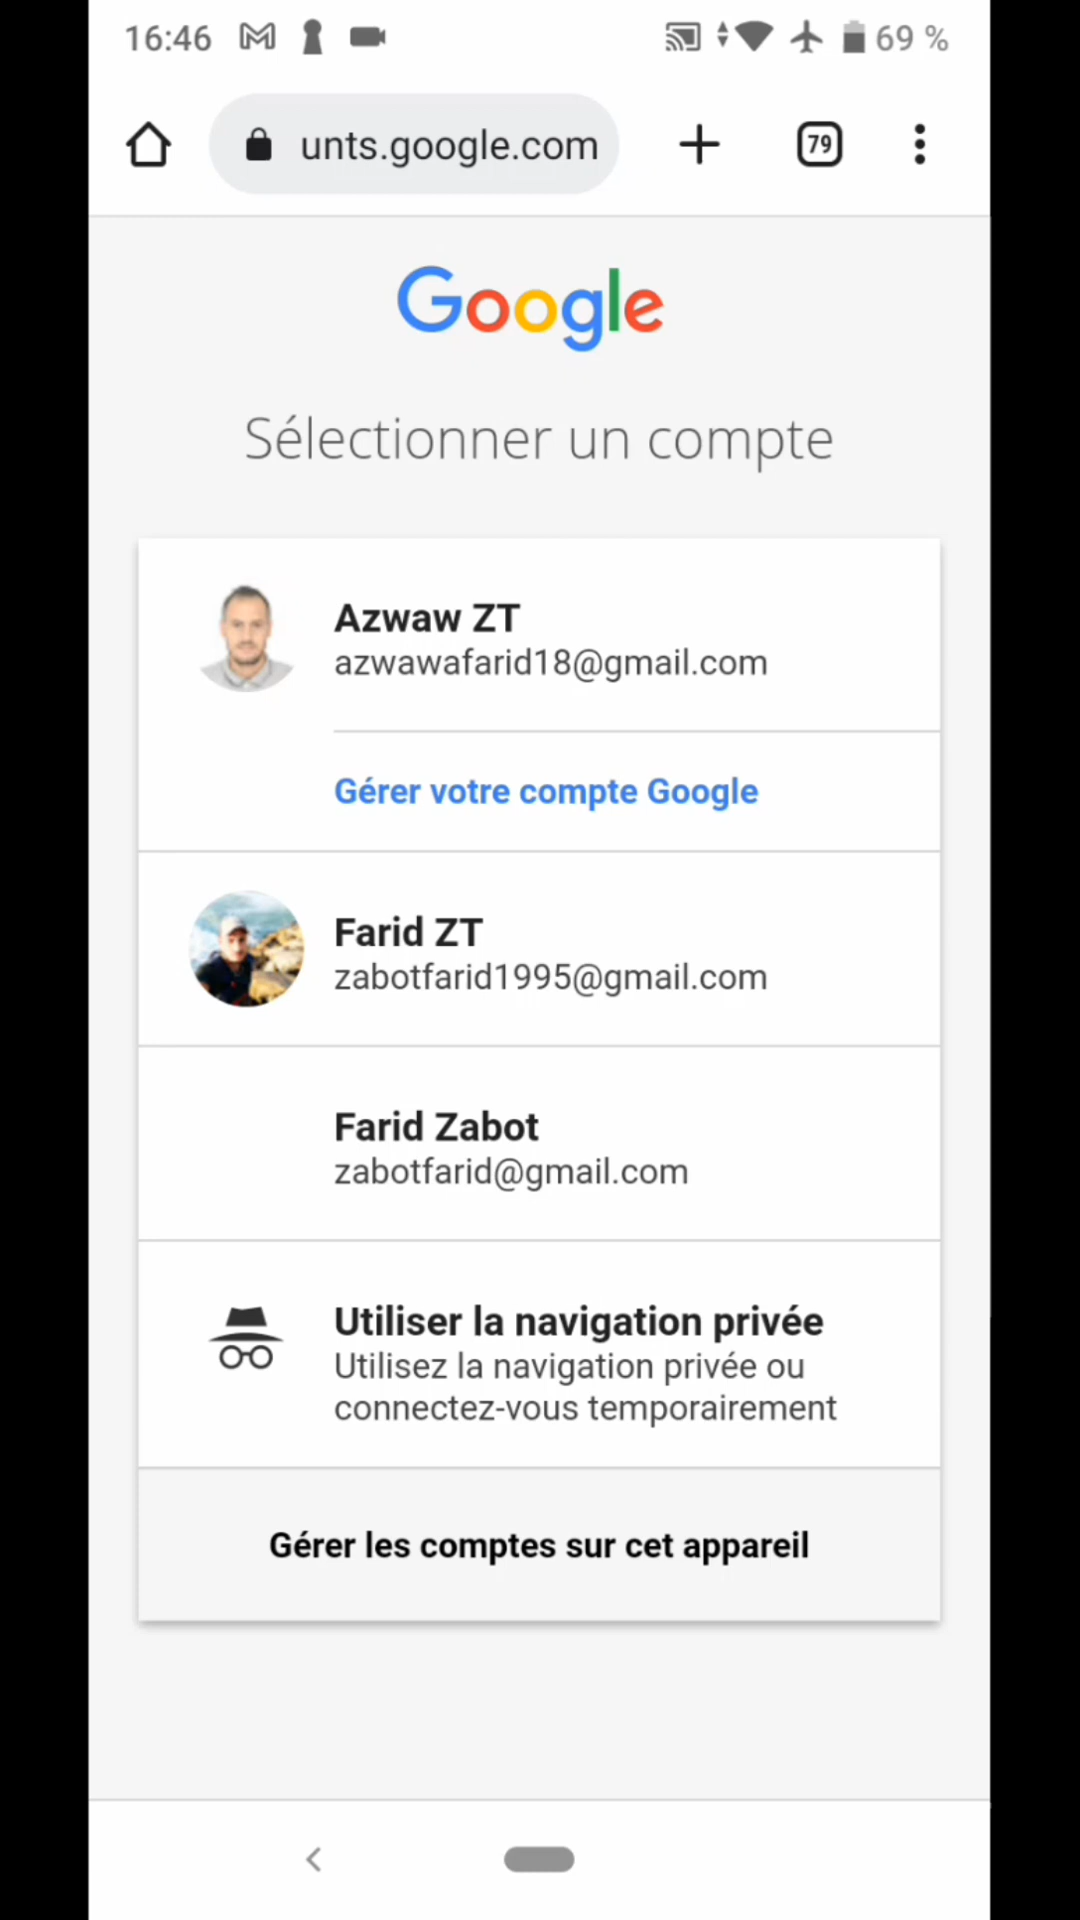 16:46
69 %
unts.google.com
79
Google
Sélectionner un compte
Azwaw ZT
azwawafarid18@gmail.com
Gérer votre compte Google
Farid ZT
zabotfarid1995@gmail.com
Farid Zabot
zabotfarid@gmail.com
Utiliser la navigation privée
Utilisez la navigation privée ou
connectez-vous temporairement
Gérer les comptes sur cet appareil